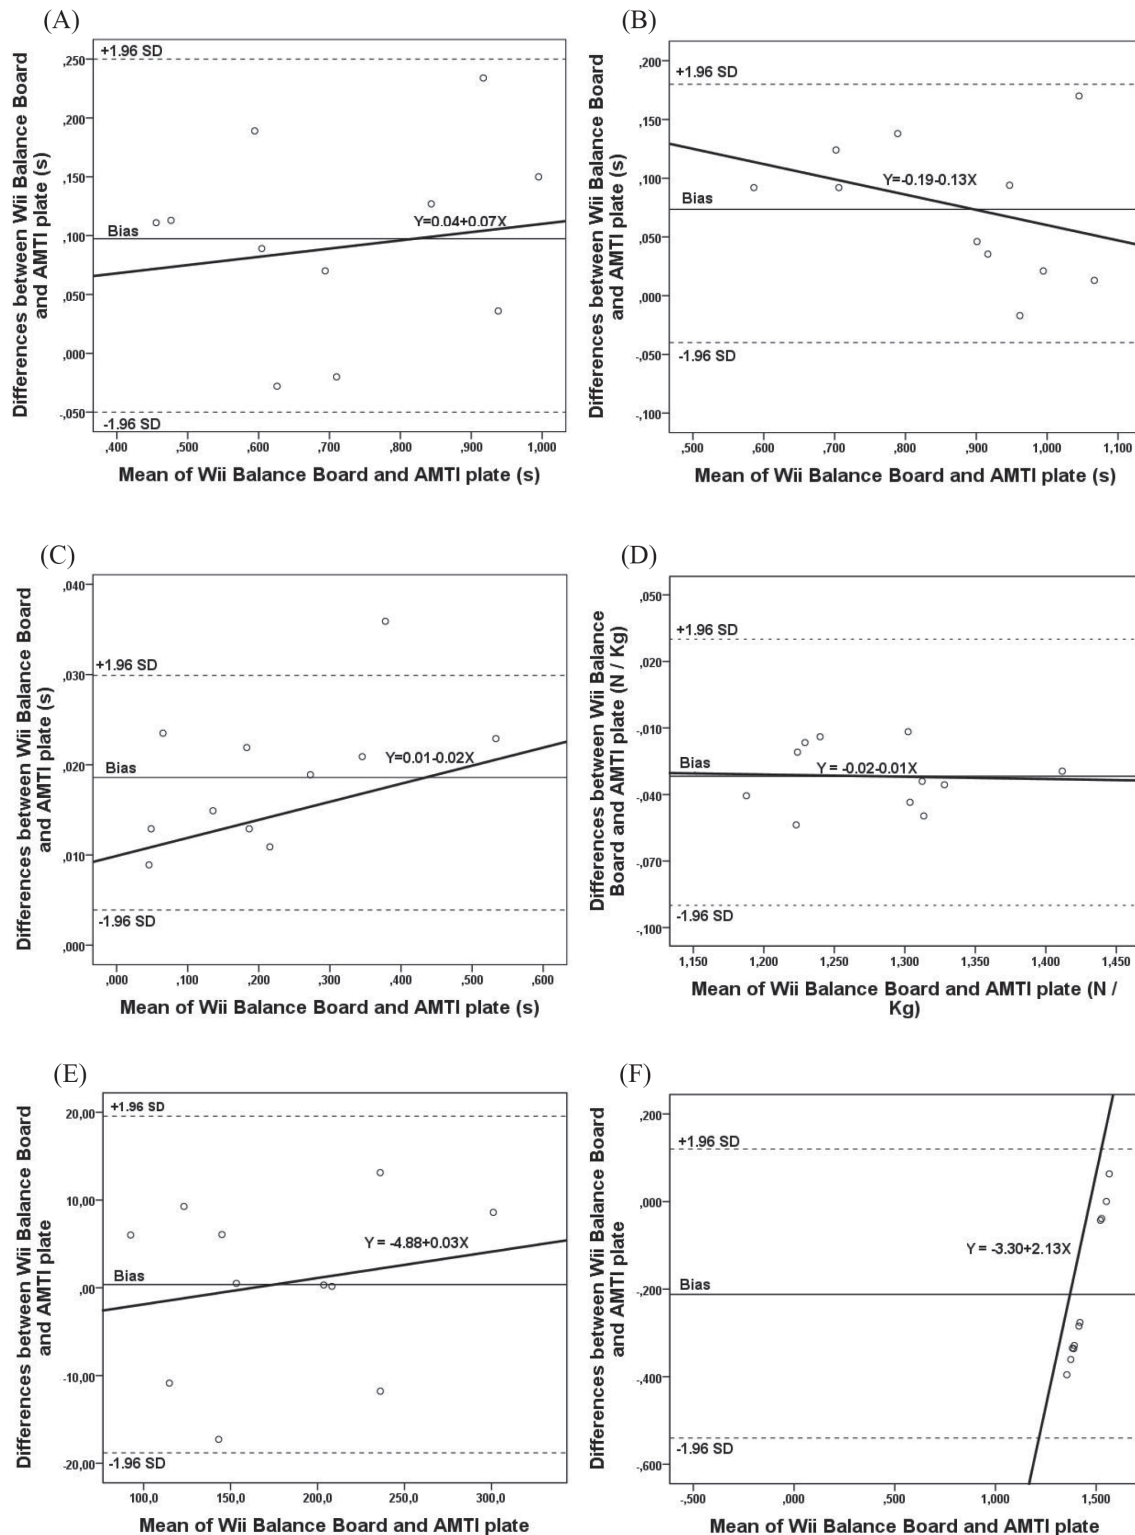 (A)
Differences between Wii Balance Board
and AMTI plate (s)
+1.96 SD
,250
,200
,150
,100
,050
,000
-,050
Bias
Y=0.04+0.07X
-1.96 SD
,400 ,500 ,600 ,700 ,800 ,900 1,000
Mean of Wii Balance Board and AMTI plate (s)
(B)
Differences between Wii Balance Board
and AMTI plate (s)
,200
+1.96 SD
,150
,100
,050
,000
-,050
-,100
Y=-0.19-0.13X
Bias
-1.96 SD
,500 ,600 ,700 ,800 ,900 1,000 1,100
Mean of Wii Balance Board and AMTI plate (s)
(C)
Differences between Wii Balance Board
and AMTI plate (s)
,040
,030
,020
,010
,000
+1.96 SD
Y=0.01-0.02X
Bias
-1.96 SD
,000 ,100 ,200 ,300 ,400 ,500 ,600
Mean of Wii Balance Board and AMTI plate (s)
(D)
Differences between Wii Balance
Board and AMTI plate (N / Kg)
,050
,020
-,010
-,040
-,070
-,100
+1.96 SD
Bias
Y = -0.02-0.01X
-1.96 SD
1,150 1,200 1,250 1,300 1,350 1,400 1,450
Mean of Wii Balance Board and AMTI plate (N /
Kg)
(E)
Differences between Wii Balance Board
and AMTI plate
20,00
10,00
,00
-10,00
-20,00
+1.96 SD
Y = -4.88+0.03X
Bias
-1.96 SD
100,0 150,0 200,0 250,0 300,0
Mean of Wii Balance Board and AMTI plate
(F)
Differences between Wii Balance Board
and AMTI plate
,200
,000
-,200
-,400
-,600
+1.96 SD
Y = -3.30+2.13X
Bias
-1.96 SD
-,500 ,000 ,500 1,000 1,500
Mean of Wii Balance Board and AMTI plate